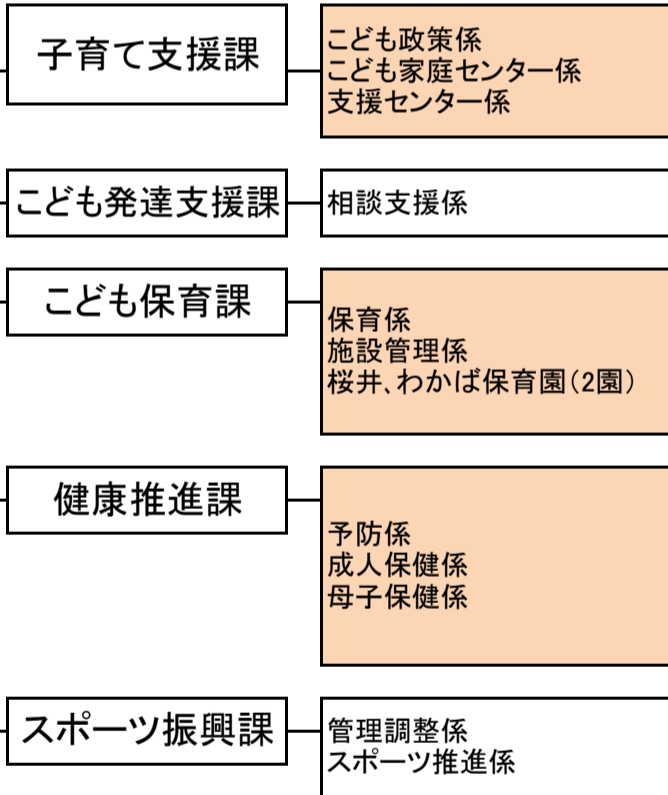 子育て支援課
こども政策係
こども家庭センター係
支援センター係
こども発達支援課
相談支援係
こども保育課
保育係
施設管理係
桜井、わかば保育園(2園)
健康推進課
予防係
成人保健係
母子保健係
スポーツ振興課
管理調整係
スポーツ推進係